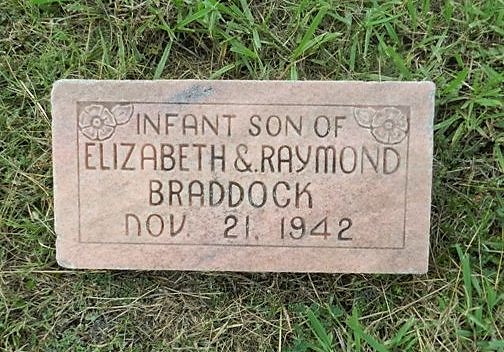 INFANT SON OF
ELIZABETH & RAYMOND
BRADDOCK
NOV. 21, 1942